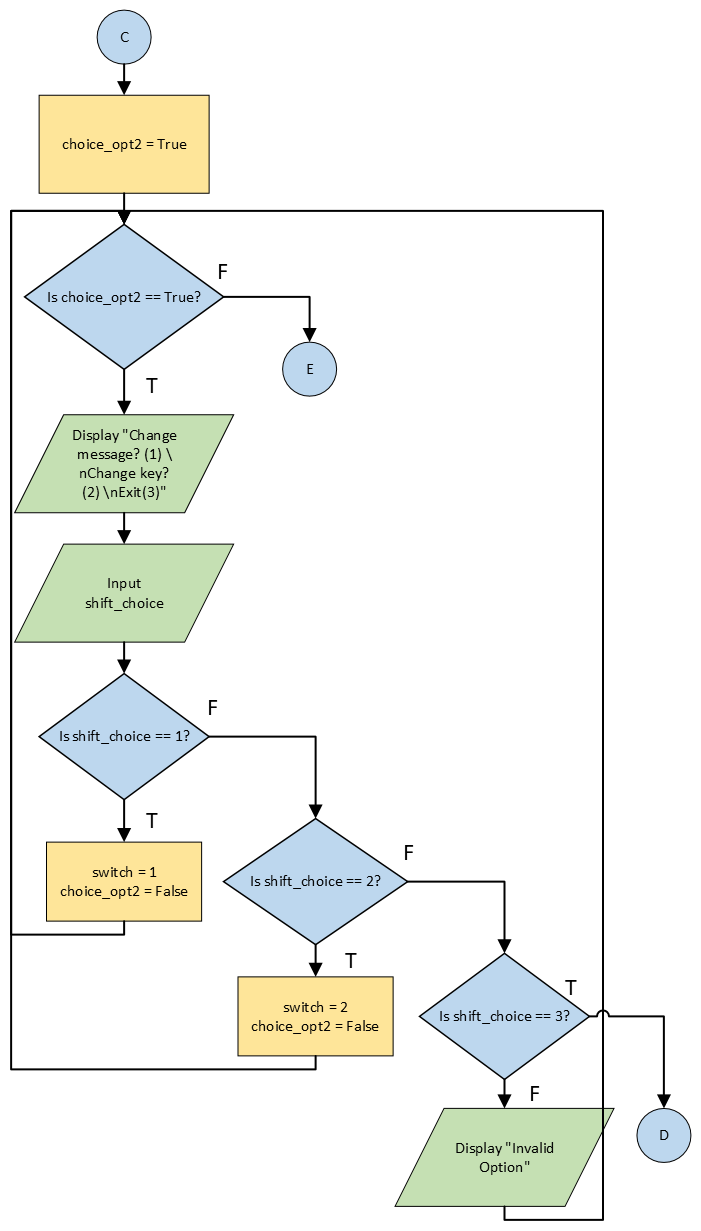 C
choice_opt2 = True
Is choice_opt2 == True?
F
E
T
Display "Change
message? (1) \
nChange key?
(2) \nExit(3)"
Input
shift_choice
Is shift_choice == 1?
F
T
switch = 1
choice_opt2 = False
Is shift_choice == 2?
F
T
switch = 2
choice_opt2 = False
Is shift_choice == 3?
T
F
D
Display "Invalid
Option"